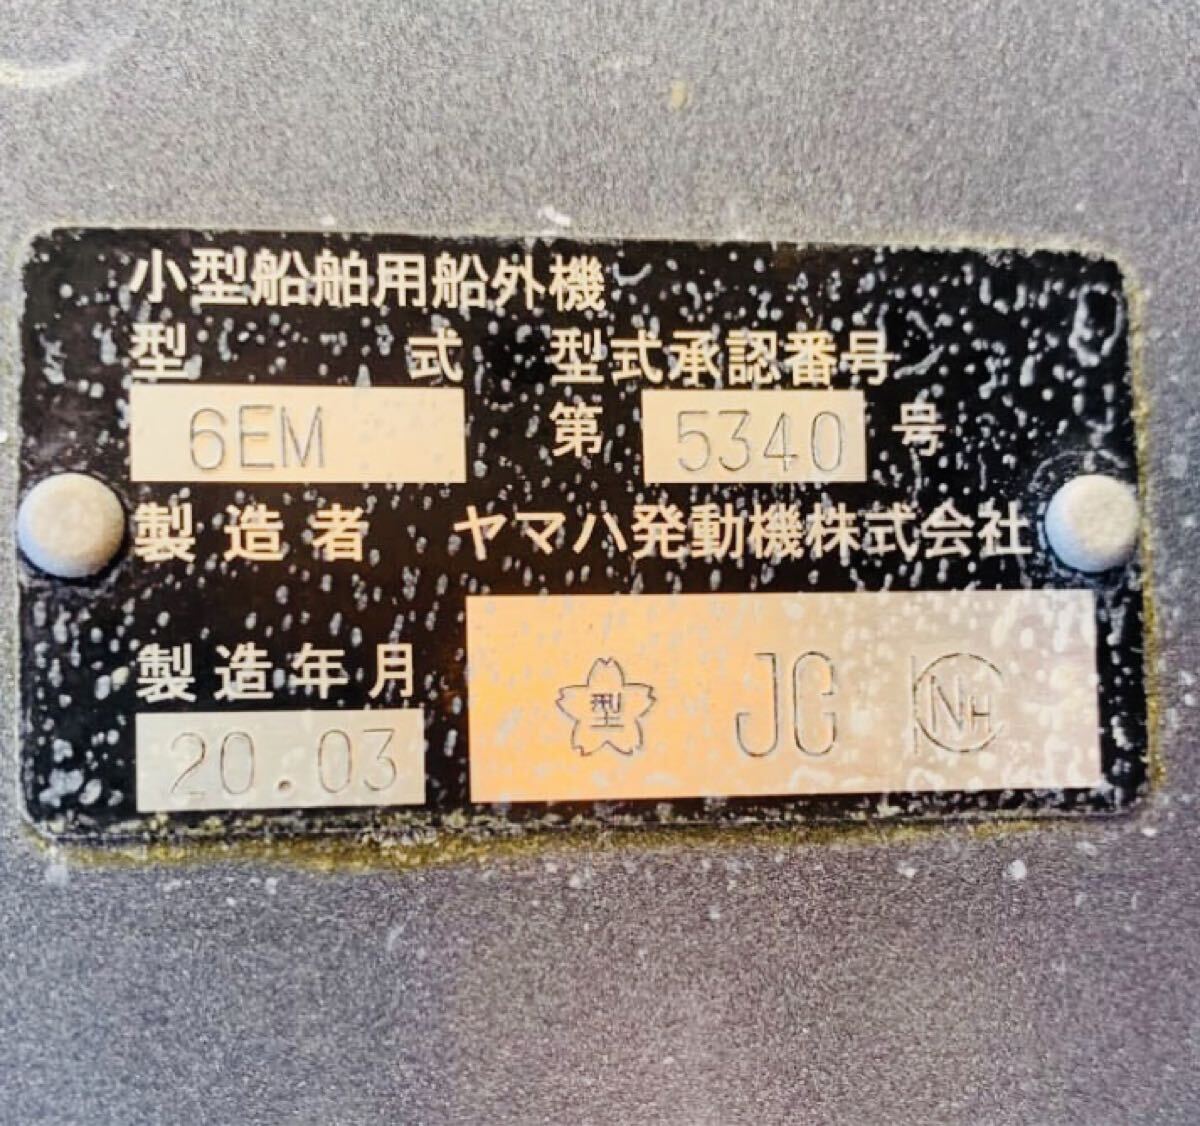 小型船舶用船外機
型 式 型式承認番号
6EM 第 5340 号
製造者 ヤマハ発動機株式会社
製造年月
20.03 型 JC NH